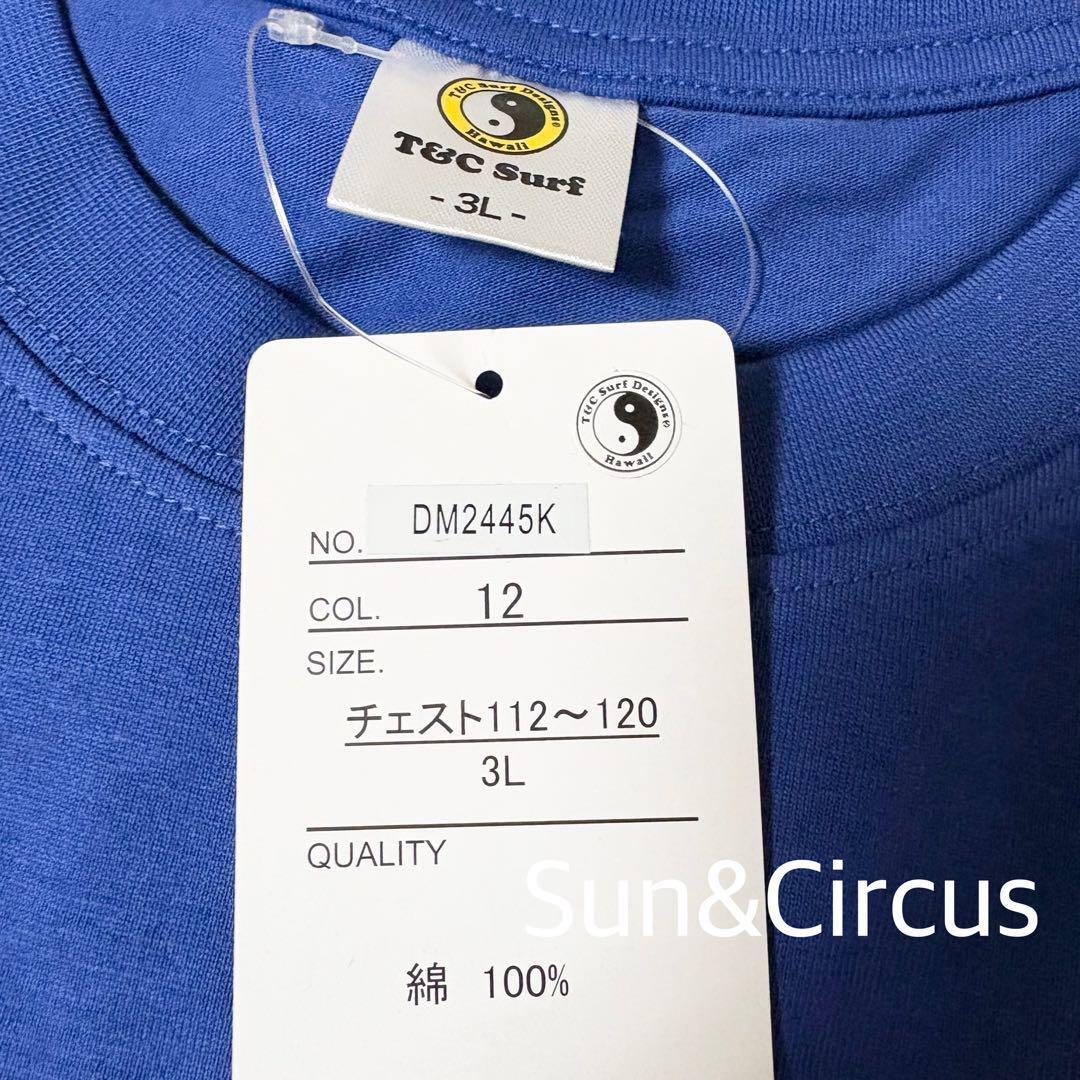 T&C Surf Designs
Hawaii
T&C Surf
- 3L -
T&C Surf Designs
Hawaii
NO. DM2445K
COL. 12
SIZE.
チェスト112～120
3L
QUALITY
Sun&Circus
綿 100%